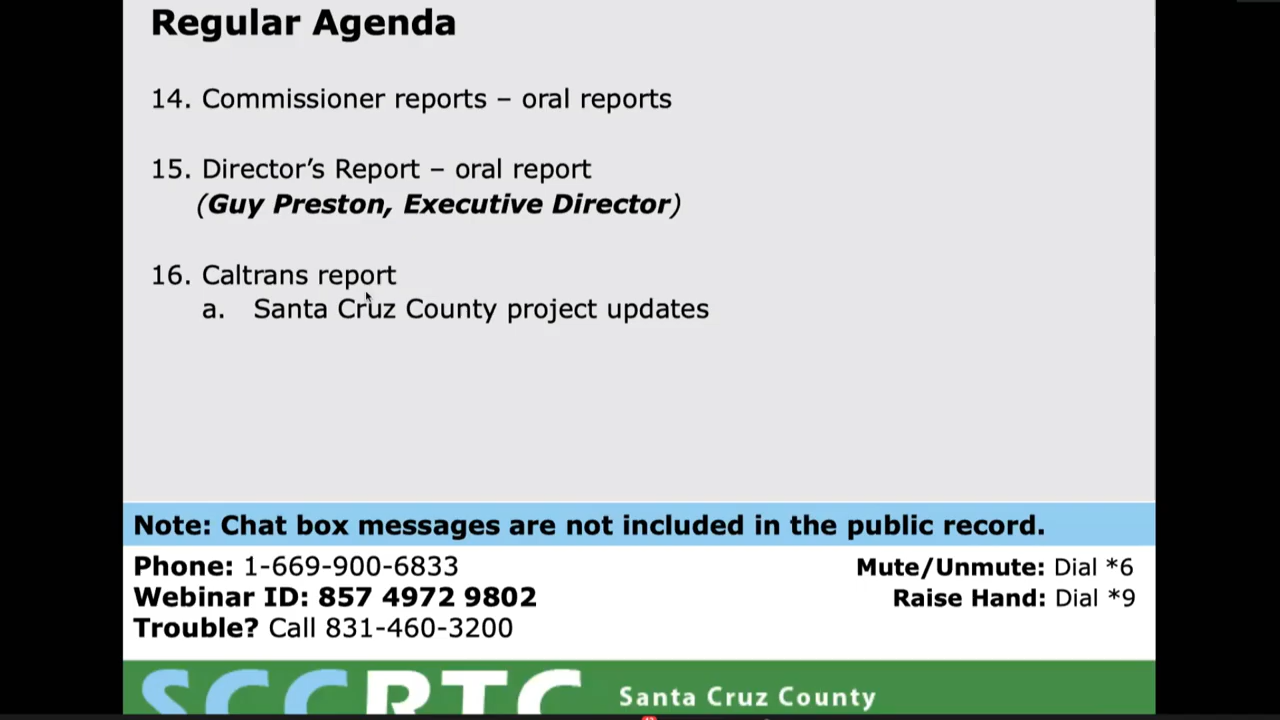 Regular Agenda
14. Commissioner reports – oral reports
15. Director’s Report – oral report
(Guy Preston, Executive Director)
16. Caltrans report
a. Santa Cruz County project updates
Note: Chat box messages are not included in the public record.
Phone: 1-669-900-6833
Mute/Unmute: Dial *6
Webinar ID: 857 4972 9802
Raise Hand: Dial *9
Trouble? Call 831-460-3200
SCCRTC
Santa Cruz County